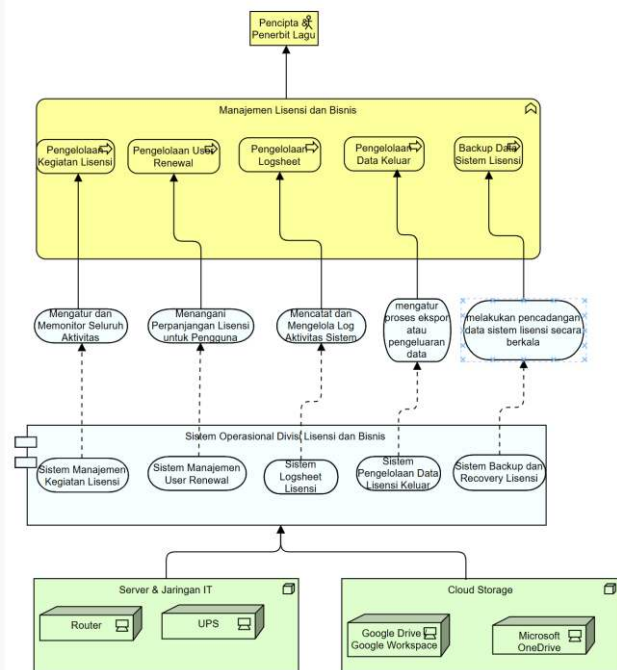 Pencipta &
Penerbit Lagu
Manajemen Lisensi dan Bisnis
Pengelolaan
Kegiatan Lisensi
Pengelolaan User
Renewal
Pengelolaan
Logsheet
Pengelolaan
Data Keluar
Backup Data
Sistem Lisensi
Mengatur dan
Memonitor Seluruh
Aktivitas
Menangani
Perpanjangan Lisensi
untuk Pengguna
Mencatat dan
Mengelola Log
Aktivitas Sistem
mengatur
proses ekspor
atau
pengeluaran
data
melakukan pencadangan
data sistem lisensi secara
berkala
Sistem Operasional Divisi Lisensi dan Bisnis
Sistem Manajemen
Kegiatan Lisensi
Sistem Manajemen
User Renewal
Sistem
Logsheet
Lisensi
Sistem
Pengelolaan Data
Lisensi Keluar
Sistem Backup dan
Recovery Lisensi
Server & Jaringan IT
Router
UPS
Cloud Storage
Google Drive -
Google Workspace
Microsoft
OneDrive